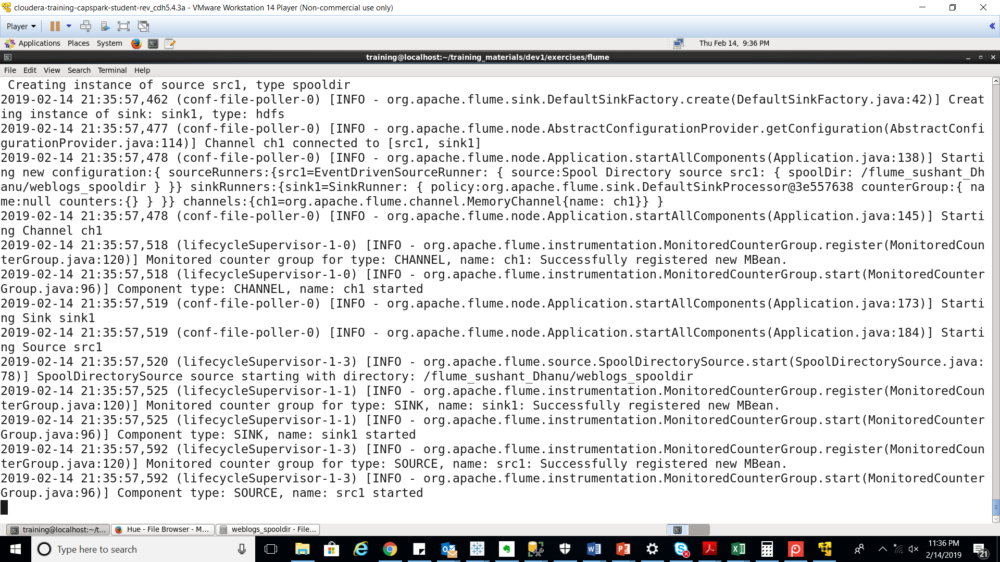 cloudera-training-capspark-student-rev_cdh5.4.3a - VMware Workstation 14 Player (Non-commercial use only)
Player
Applications Places System Thu Feb 14, 9:36 PM
training@localhost:~/training_materials/dev1/exercises/flume
File Edit View Search Terminal Help
Creating instance of source src1, type spooldir
2019-02-14 21:35:57,462 (conf-file-poller-0) [INFO - org.apache.flume.sink.DefaultSinkFactory.create(DefaultSinkFactory.java:42)] Creat
ing instance of sink: sink1, type: hdfs
2019-02-14 21:35:57,477 (conf-file-poller-0) [INFO - org.apache.flume.node.AbstractConfigurationProvider.getConfiguration(AbstractConfi
gurationProvider.java:114)] Channel ch1 connected to [src1, sink1]
2019-02-14 21:35:57,478 (conf-file-poller-0) [INFO - org.apache.flume.node.Application.startAllComponents(Application.java:138)] Starti
ng new configuration:{ sourceRunners:{src1=EventDrivenSourceRunner: { source:Spool Directory source src1: { spoolDir: /flume_sushant_Dh
anu/weblogs_spooldir } }} sinkRunners:{sink1=SinkRunner: { policy:org.apache.flume.sink.DefaultSinkProcessor@3e557638 counterGroup:{ na
me:null counters:{} } }} channels:{ch1=org.apache.flume.channel.MemoryChannel{name: ch1}} }
2019-02-14 21:35:57,478 (conf-file-poller-0) [INFO - org.apache.flume.node.Application.startAllComponents(Application.java:145)] Starti
ng Channel ch1
2019-02-14 21:35:57,518 (lifecycleSupervisor-1-0) [INFO - org.apache.flume.instrumentation.MonitoredCounterGroup.register(MonitoredCoun
terGroup.java:120)] Monitored counter group for type: CHANNEL, name: ch1: Successfully registered new MBean.
2019-02-14 21:35:57,518 (lifecycleSupervisor-1-0) [INFO - org.apache.flume.instrumentation.MonitoredCounterGroup.start(MonitoredCounter
Group.java:96)] Component type: CHANNEL, name: ch1 started
2019-02-14 21:35:57,519 (conf-file-poller-0) [INFO - org.apache.flume.node.Application.startAllComponents(Application.java:173)] Starti
ng Sink sink1
2019-02-14 21:35:57,519 (conf-file-poller-0) [INFO - org.apache.flume.node.Application.startAllComponents(Application.java:184)] Starti
ng Source src1
2019-02-14 21:35:57,520 (lifecycleSupervisor-1-3) [INFO - org.apache.flume.source.SpoolDirectorySource.start(SpoolDirectorySource.java:
78)] SpoolDirectorySource source starting with directory: /flume_sushant_Dhanu/weblogs_spooldir
2019-02-14 21:35:57,525 (lifecycleSupervisor-1-1) [INFO - org.apache.flume.instrumentation.MonitoredCounterGroup.register(MonitoredCoun
terGroup.java:120)] Monitored counter group for type: SINK, name: sink1: Successfully registered new MBean.
2019-02-14 21:35:57,525 (lifecycleSupervisor-1-1) [INFO - org.apache.flume.instrumentation.MonitoredCounterGroup.start(MonitoredCounter
Group.java:96)] Component type: SINK, name: sink1 started
2019-02-14 21:35:57,592 (lifecycleSupervisor-1-3) [INFO - org.apache.flume.instrumentation.MonitoredCounterGroup.register(MonitoredCoun
terGroup.java:120)] Monitored counter group for type: SOURCE, name: src1: Successfully registered new MBean.
2019-02-14 21:35:57,592 (lifecycleSupervisor-1-3) [INFO - org.apache.flume.instrumentation.MonitoredCounterGroup.start(MonitoredCounter
Group.java:96)] Component type: SOURCE, name: src1 started
training@localhost:~/t... Hue - File Browser - M... weblogs_spooldir - File...
Type here to search
11:36 PM
2/14/2019
21